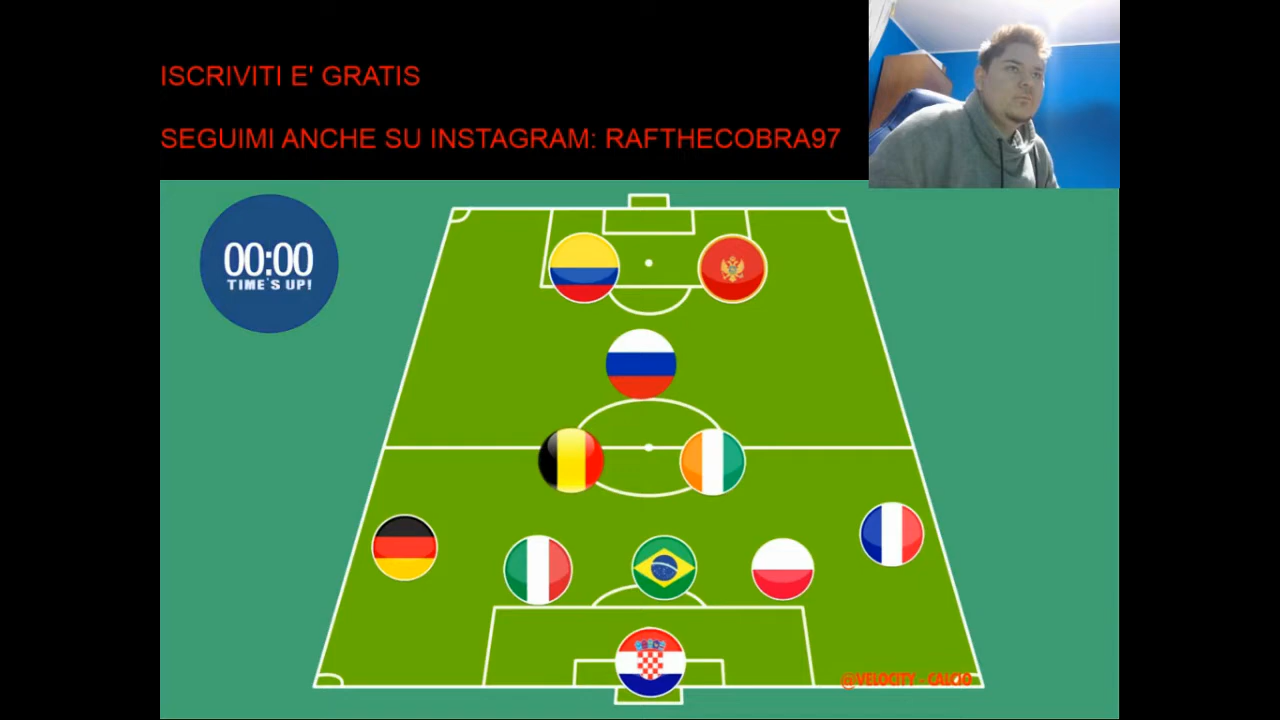 ISCRIVITI E' GRATIS
SEGUIMI ANCHE SU INSTAGRAM: RAFTHECOBRA97
00:00
TIME'S UP!
@VELOCITY - CALCIO